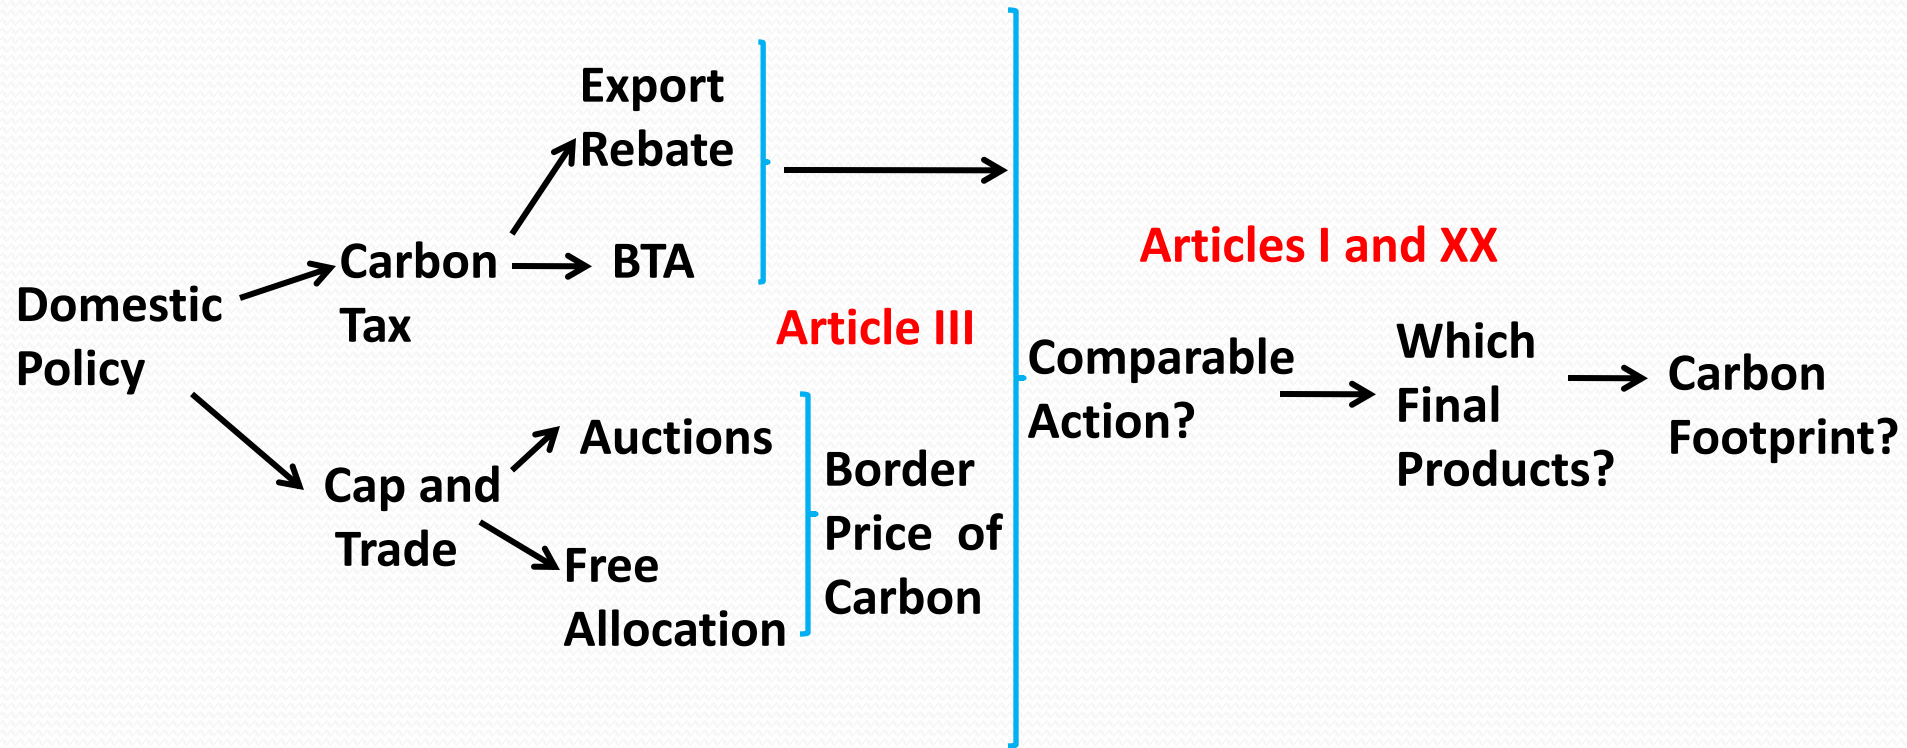 Export
Rebate
Carbon
Tax
BTA
Domestic
Policy
Article III
Auctions
Cap and
Trade
Free
Allocation
Border
Price of
Carbon
Articles I and XX
Comparable
Action?
Which
Final
Products?
Carbon
Footprint?